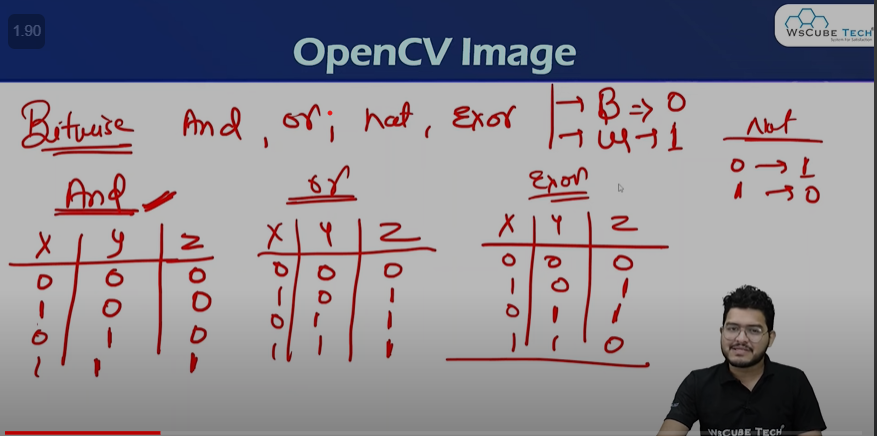 1.90
WSCUBE TECH
OpenCV Image
Bitwise And, or, not, Exor → B ⇒ 0
→ W → 1
Not
0 → 1
1 → 0
And
X Y Z
0 0 0
1 0 0
0 1 0
1 1 1
or
X Y Z
0 0 0
1 0 1
0 1 1
1 1 1
Exor
X Y Z
0 0 0
1 0 1
0 1 1
1 1 0
WSCUBE TECH